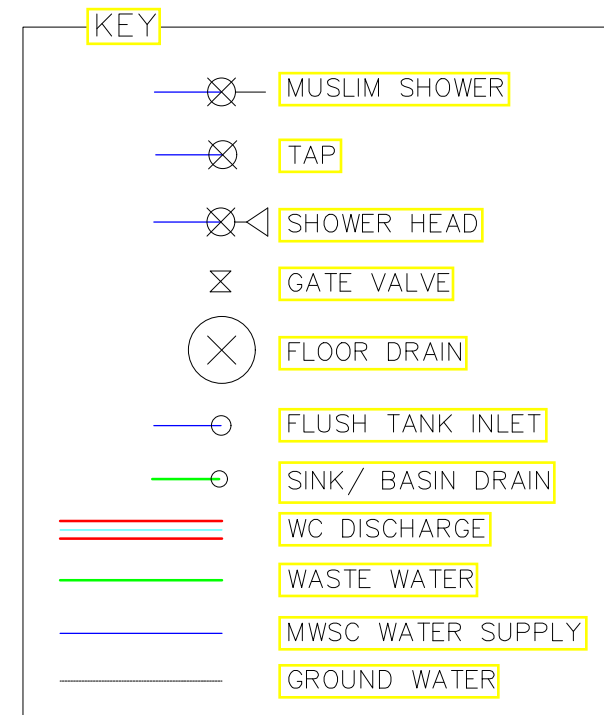 KEY
MUSLIM SHOWER
TAP
SHOWER HEAD
GATE VALVE
FLOOR DRAIN
FLUSH TANK INLET
SINK/ BASIN DRAIN
WC DISCHARGE
WASTE WATER
MWSC WATER SUPPLY
GROUND WATER